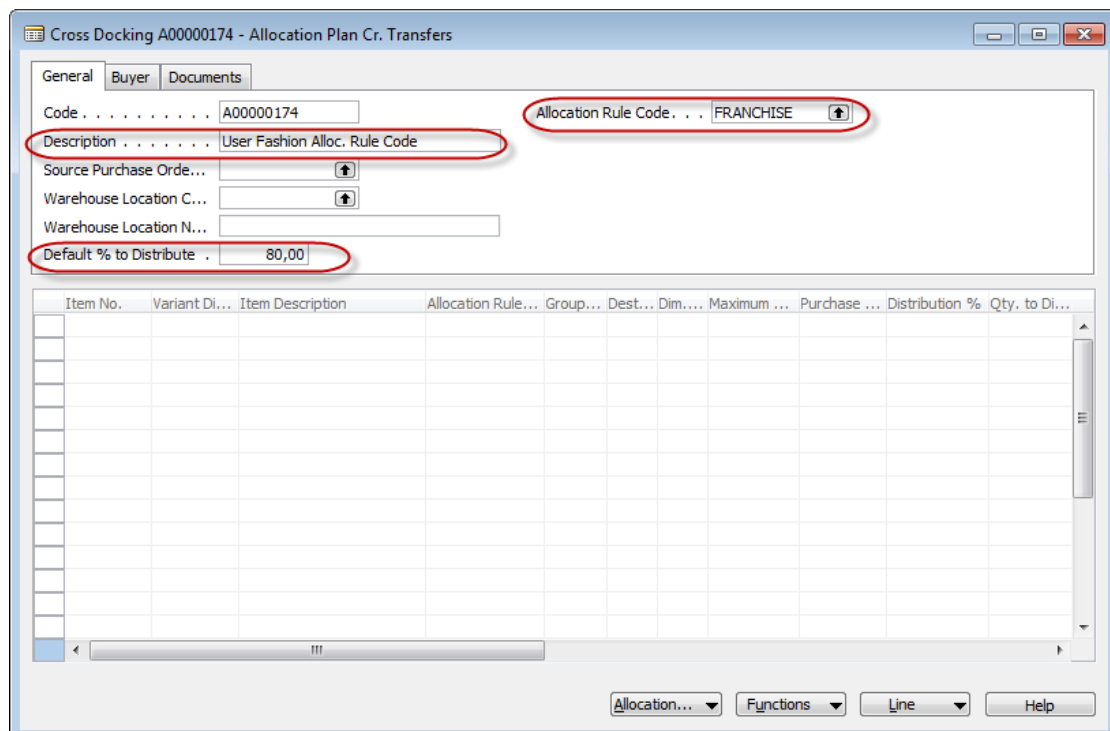 Cross Docking A00000174 - Allocation Plan Cr. Transfers
General Buyer Documents
Code . . . . . . . . . . A00000174 Allocation Rule Code . . . FRANCHISE
Description . . . . . . . User Fashion Alloc. Rule Code
Source Purchase Orde...
Warehouse Location C...
Warehouse Location N...
Default % to Distribute . 80,00
Item No. Variant Di... Item Description Allocation Rule... Group... Dest... Dim.... Maximum ... Purchase ... Distribution % Qty. to Di...
Allocation... Functions Line Help